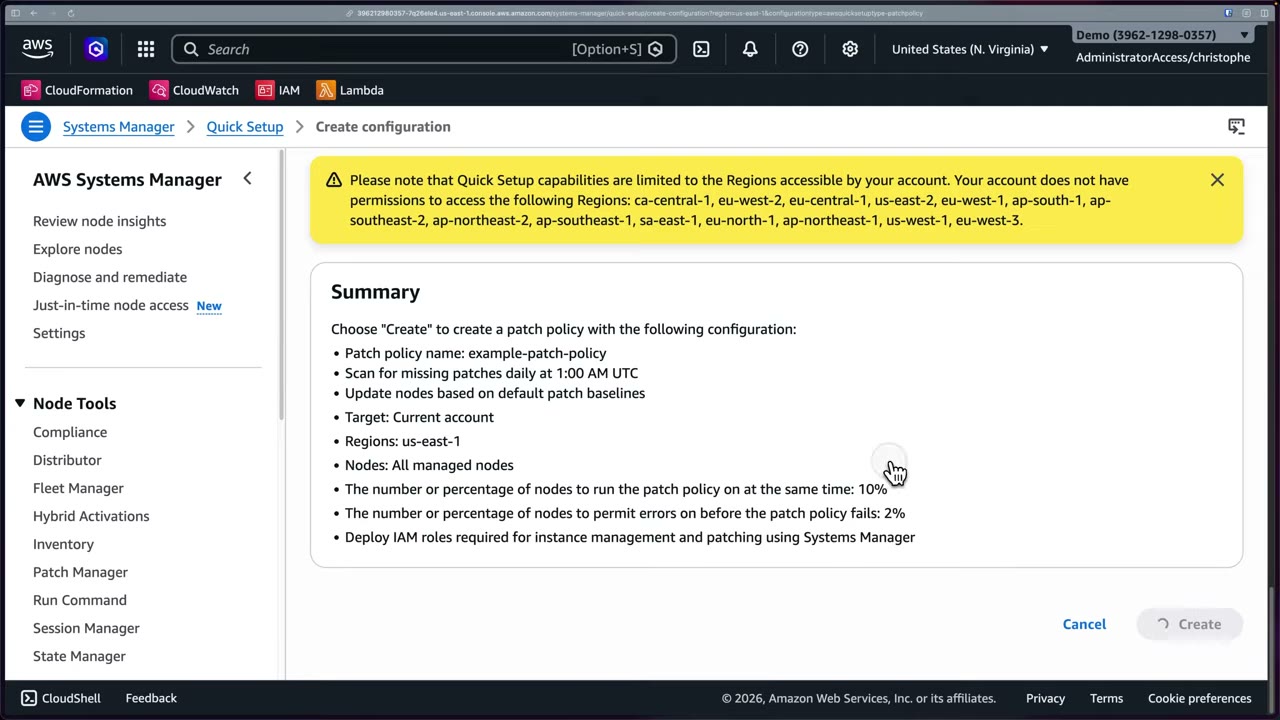 396212980357-7q26ele4.us-east-1.console.aws.amazon.com/systems-manager/quick-setup/create-configuration?region=us-east-1&configurationtype=awsquicksetuptype-patchpolicy
aws
Search
[Option+S]
United States (N. Virginia)
Demo (3962-1298-0357)
AdministratorAccess/christophe
CloudFormation
CloudWatch
IAM
Lambda
Systems Manager
Quick Setup
Create configuration
AWS Systems Manager
Review node insights
Explore nodes
Diagnose and remediate
Just-in-time node access New
Settings
Node Tools
Compliance
Distributor
Fleet Manager
Hybrid Activations
Inventory
Patch Manager
Run Command
Session Manager
State Manager
Please note that Quick Setup capabilities are limited to the Regions accessible by your account. Your account does not have
permissions to access the following Regions: ca-central-1, eu-west-2, eu-central-1, us-east-2, eu-west-1, ap-south-1, ap-
southeast-2, ap-northeast-2, ap-southeast-1, sa-east-1, eu-north-1, ap-northeast-1, us-west-1, eu-west-3.
Summary
Choose "Create" to create a patch policy with the following configuration:
• Patch policy name: example-patch-policy
• Scan for missing patches daily at 1:00 AM UTC
• Update nodes based on default patch baselines
• Target: Current account
• Regions: us-east-1
• Nodes: All managed nodes
• The number or percentage of nodes to run the patch policy on at the same time: 10%
• The number or percentage of nodes to permit errors on before the patch policy fails: 2%
• Deploy IAM roles required for instance management and patching using Systems Manager
Cancel
Create
CloudShell
Feedback
© 2026, Amazon Web Services, Inc. or its affiliates.
Privacy
Terms
Cookie preferences